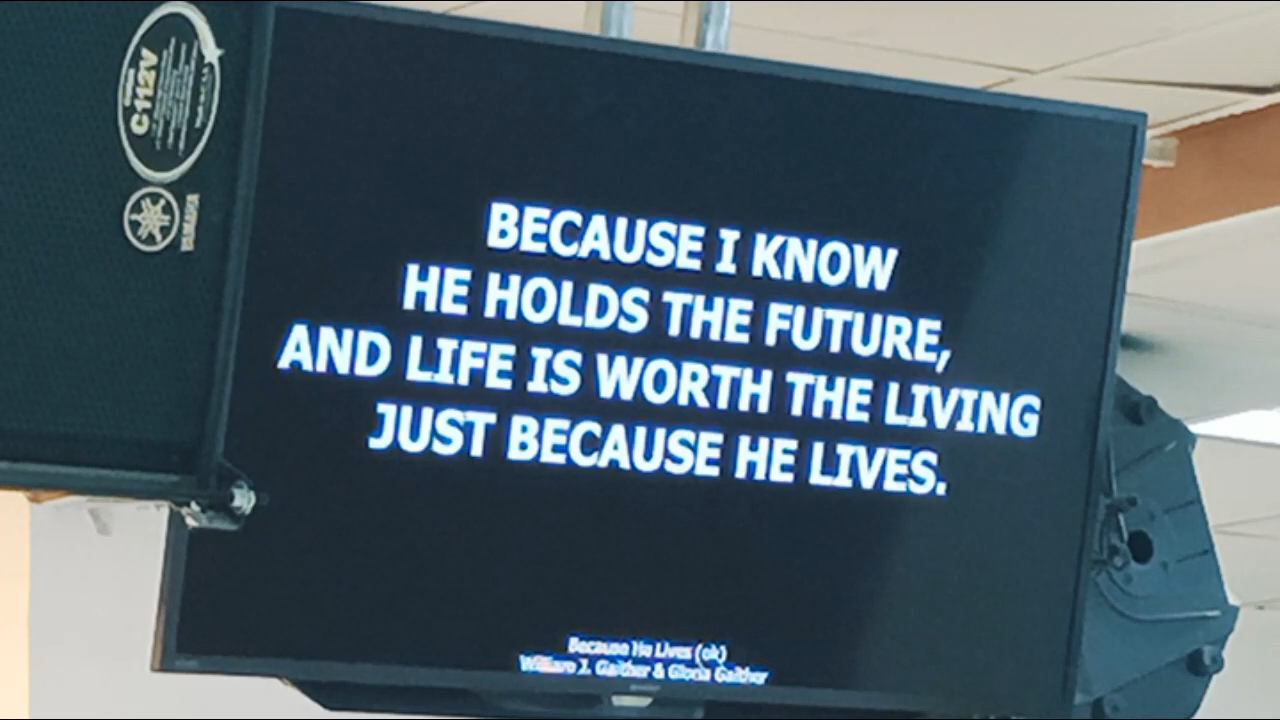 C112V
YAMAHA
BECAUSE I KNOW
HE HOLDS THE FUTURE,
AND LIFE IS WORTH THE LIVING
JUST BECAUSE HE LIVES.
Because He Lives (ok)
William J. Gaither & Gloria Gaither